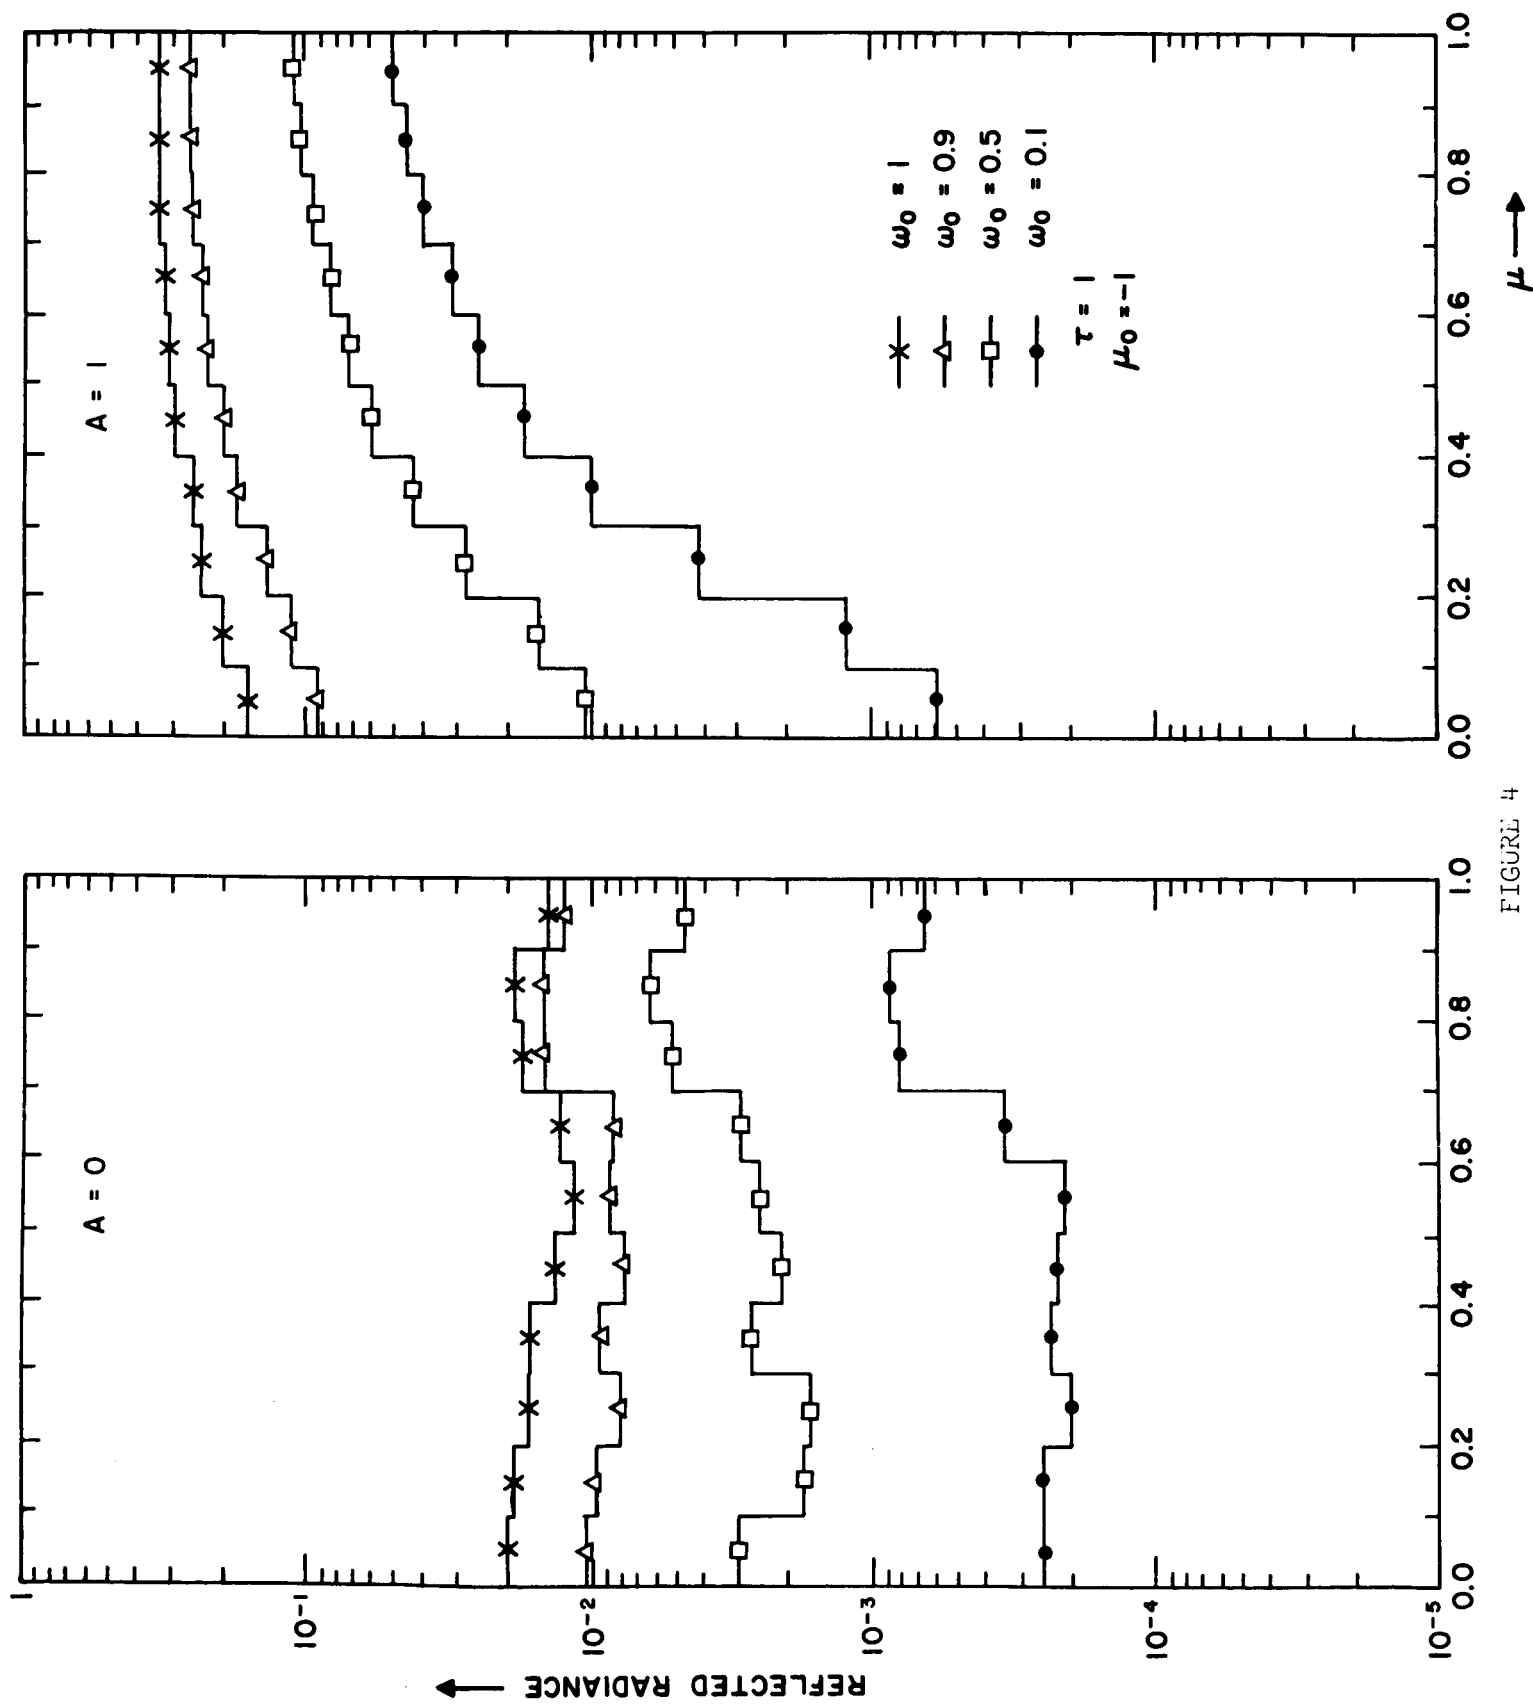 REFLECTED RADIANCE
1
10⁻¹
10⁻²
10⁻³
10⁻⁴
10⁻⁵
A = 0
A = 1
ω₀ = 1
ω₀ = 0.9
ω₀ = 0.5
ω₀ = 0.1
τ = 1
μ₀ = -1
0.0 0.2 0.4 0.6 0.8 1.0
0.0 0.2 0.4 0.6 0.8 1.0
μ
FIGURE 4